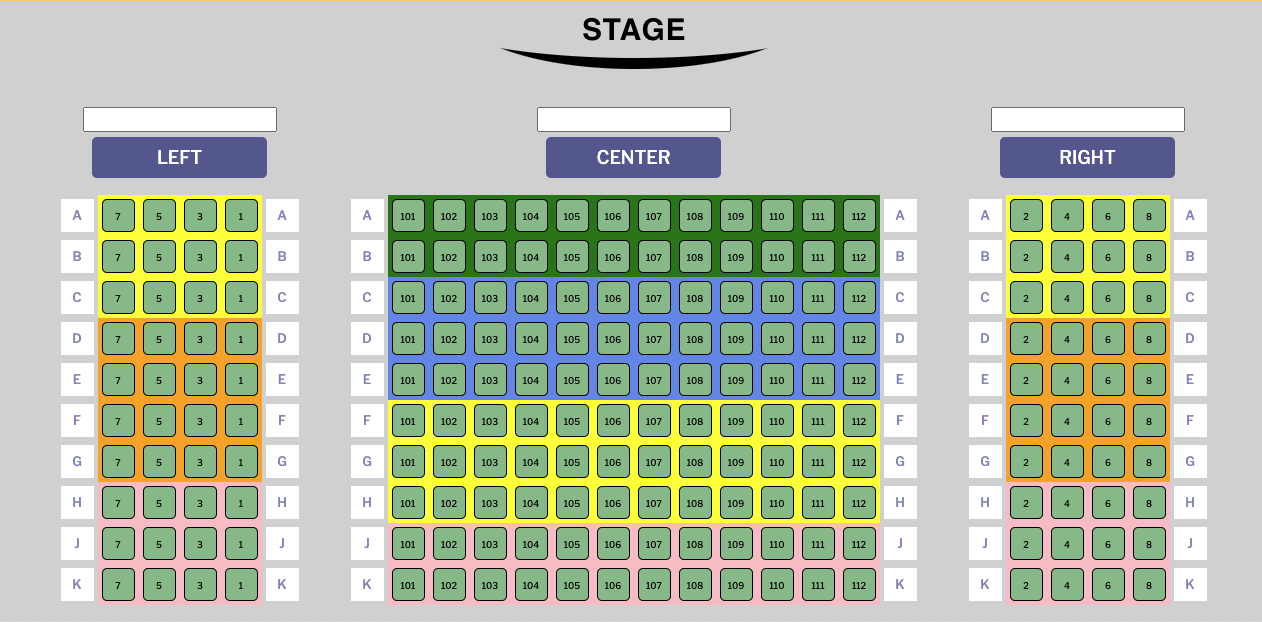 STAGE
LEFT CENTER RIGHT
A 7 5 3 1 A A 101 102 103 104 105 106 107 108 109 110 111 112 A A 2 4 6 8 A
B 7 5 3 1 B B 101 102 103 104 105 106 107 108 109 110 111 112 B B 2 4 6 8 B
C 7 5 3 1 C C 101 102 103 104 105 106 107 108 109 110 111 112 C C 2 4 6 8 C
D 7 5 3 1 D D 101 102 103 104 105 106 107 108 109 110 111 112 D D 2 4 6 8 D
E 7 5 3 1 E E 101 102 103 104 105 106 107 108 109 110 111 112 E E 2 4 6 8 E
F 7 5 3 1 F F 101 102 103 104 105 106 107 108 109 110 111 112 F F 2 4 6 8 F
G 7 5 3 1 G G 101 102 103 104 105 106 107 108 109 110 111 112 G G 2 4 6 8 G
H 7 5 3 1 H H 101 102 103 104 105 106 107 108 109 110 111 112 H H 2 4 6 8 H
J 7 5 3 1 J J 101 102 103 104 105 106 107 108 109 110 111 112 J J 2 4 6 8 J
K 7 5 3 1 K K 101 102 103 104 105 106 107 108 109 110 111 112 K K 2 4 6 8 K